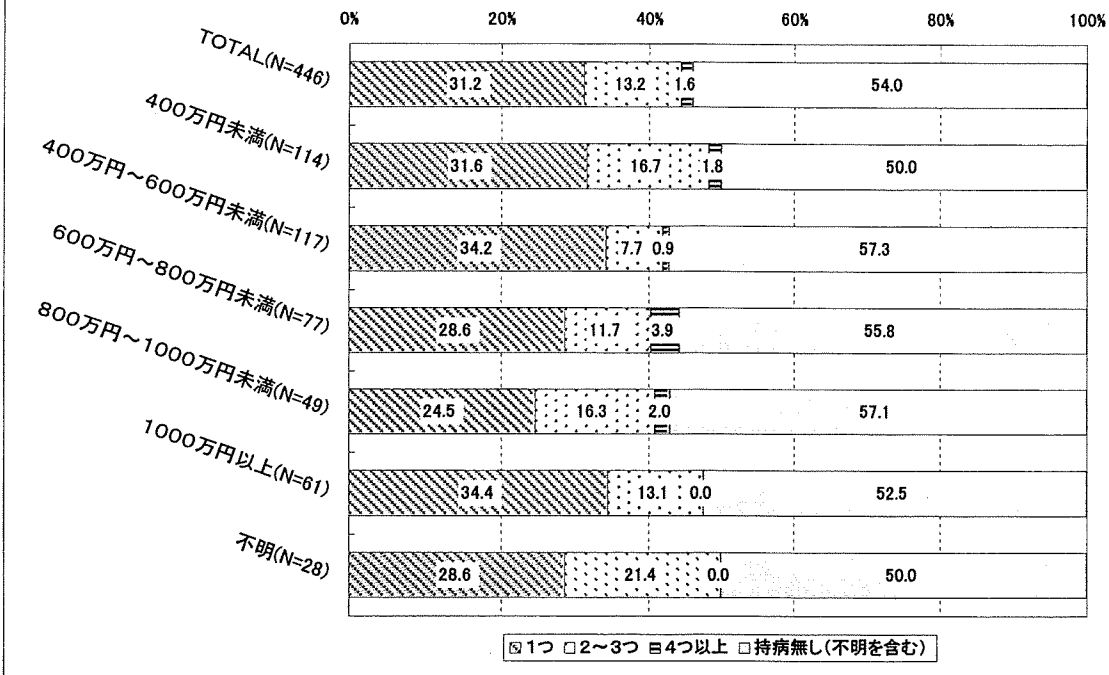 0% 20% 40% 60% 80% 100%
TOTAL(N=446) 31.2 13.2 1.6 54.0
400万円未満(N=114) 31.6 16.7 1.8 50.0
400万円～600万円未満(N=117) 34.2 7.7 0.9 57.3
600万円～800万円未満(N=77) 28.6 11.7 3.9 55.8
800万円～1000万円未満(N=49) 24.5 16.3 2.0 57.1
1000万円以上(N=61) 34.4 13.1 0.0 52.5
不明(N=28) 28.6 21.4 0.0 50.0
1つ 2～3つ 4つ以上 持病無し(不明を含む)